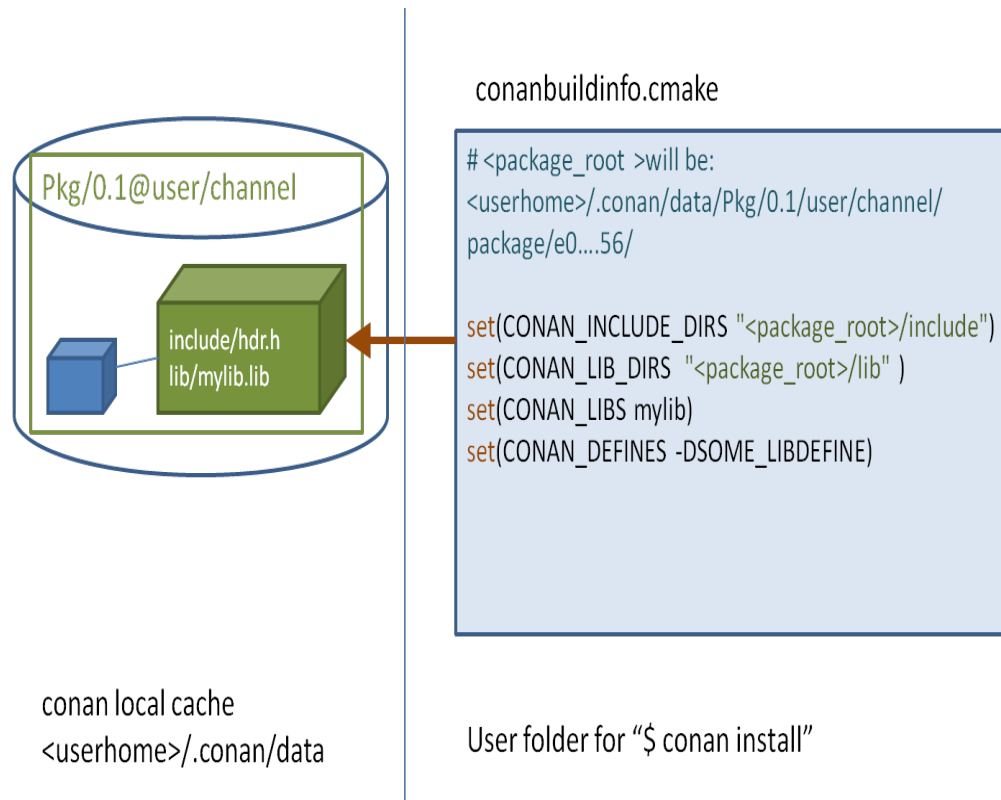 Pkg/0.1@user/channel
include/hdr.h
lib/mylib.lib
conan local cache
<userhome>/.conan/data
conanbuildinfo.cmake
# <package_root >will be:
<userhome>/.conan/data/Pkg/0.1/user/channel/
package/e0....56/
set(CONAN_INCLUDE_DIRS "<package_root>/include")
set(CONAN_LIB_DIRS "<package_root>/lib" )
set(CONAN_LIBS mylib)
set(CONAN_DEFINES -DSOME_LIBDEFINE)
User folder for “$ conan install”